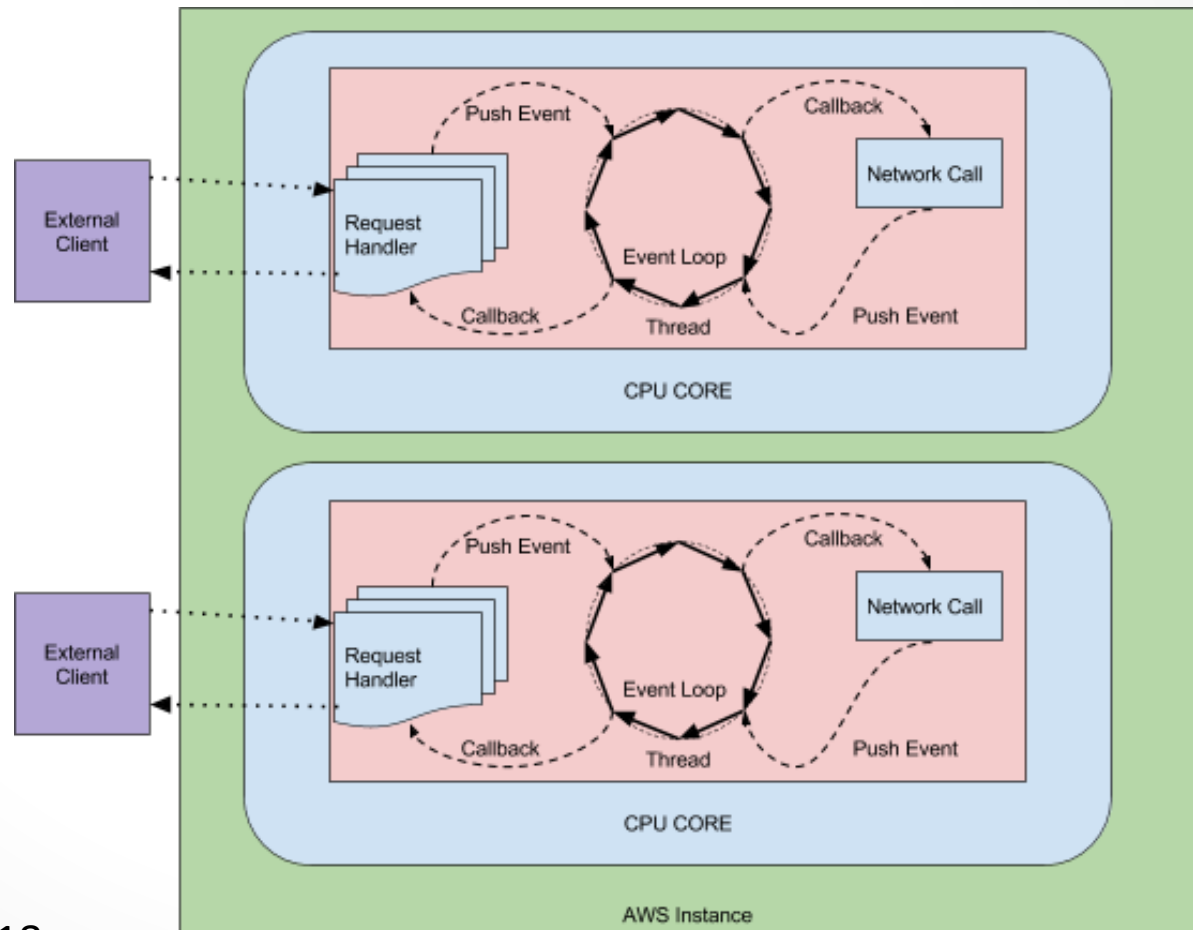 Push Event
Callback
Network Call
External
Client
Request
Handler
Event Loop
Callback
Thread
Push Event
CPU CORE
Push Event
Callback
Network Call
External
Client
Request
Handler
Event Loop
Callback
Thread
Push Event
CPU CORE
AWS Instance